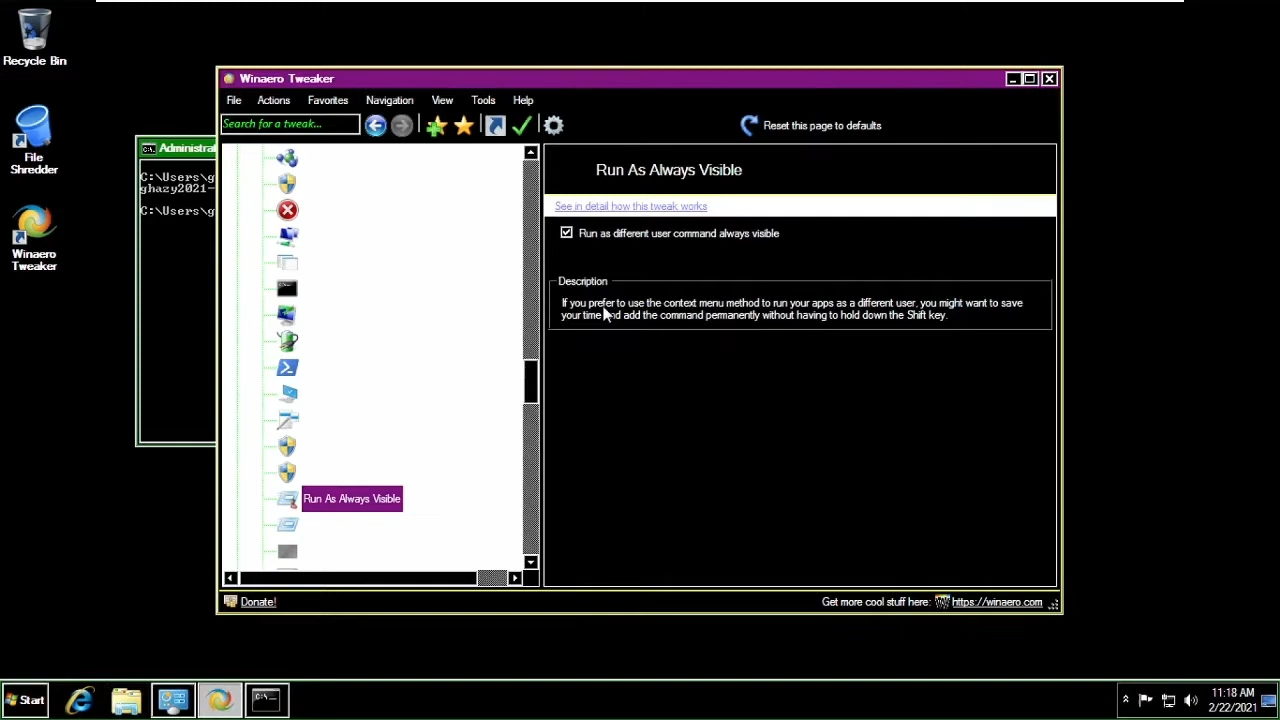 Recycle Bin
File
Shredder
Winaero
Tweaker
Administra
C:\Users\g
ghazy2021-
C:\Users\g
Winaero Tweaker
File Actions Favorites Navigation View Tools Help
Search for a tweak...
Reset this page to defaults
Run As Always Visible
See in detail how this tweak works
Run as different user command always visible
Description
If you prefer to use the context menu method to run your apps as a different user, you might want to save
your time and add the command permanently without having to hold down the Shift key.
Run As Always Visible
Donate!
Get more cool stuff here: https://winaero.com
Start
11:18 AM
2/22/2021